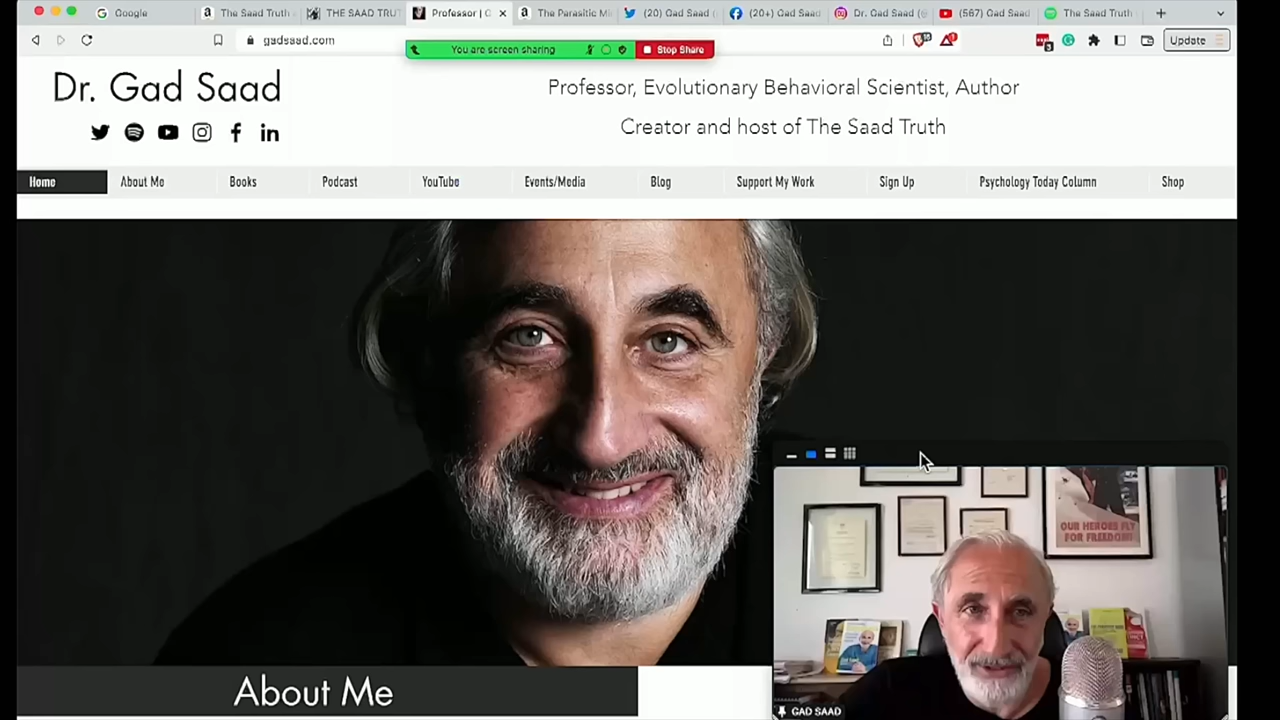 Google
The Saad Truth
THE SAAD TRUT
Professor | G
The Parasitic Mi
(20) Gad Saad (
(20+) Gad Saad
Dr. Gad Saad (@
(567) Gad Saad
The Saad Truth
gadsaad.com
You are screen sharing
Stop Share
Update
Dr. Gad Saad
Professor, Evolutionary Behavioral Scientist, Author
Creator and host of The Saad Truth
Home
About Me
Books
Podcast
YouTube
Events/Media
Blog
Support My Work
Sign Up
Psychology Today Column
Shop
OUR HEROES FLY
FOR FREEDOM!
About Me
GAD SAAD